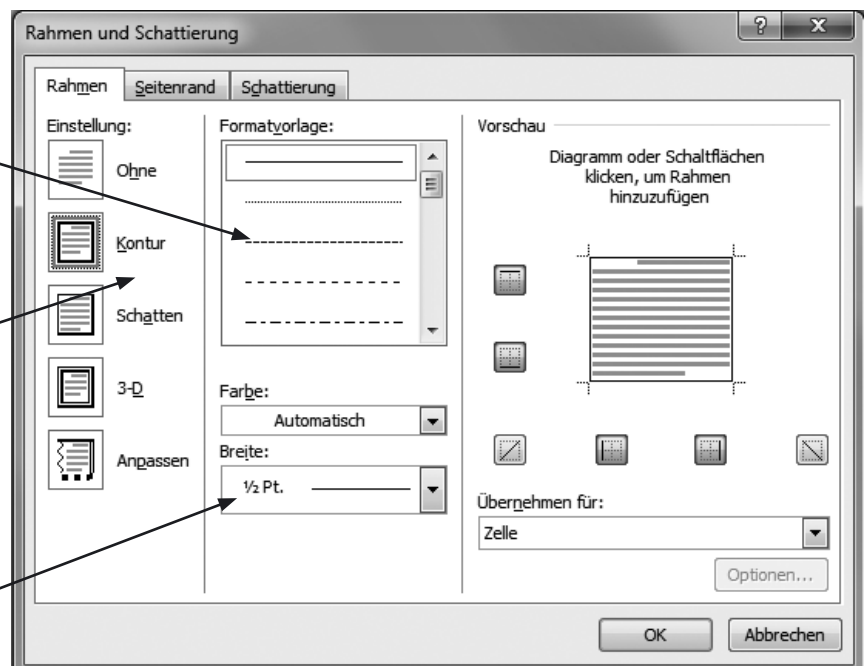 Rahmen und Schattierung
Rahmen Seitenrand Schattierung
Einstellung:
Ohne
Kontur
Schatten
3-D
Anpassen
Formatvorlage:
Farbe:
Automatisch
Breite:
½ Pt.
Vorschau
Diagramm oder Schaltflächen
klicken, um Rahmen
hinzuzufügen
Übernehmen für:
Zelle
Optionen...
OK Abbrechen